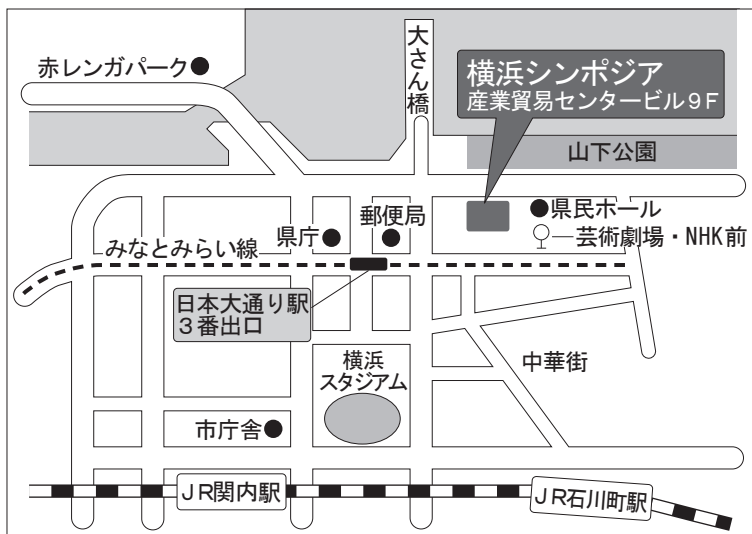 赤レンガパーク
大さん橋
横浜シンポジア
産業貿易センタービル9F
山下公園
県民ホール
芸術劇場・NHK前
郵便局
県庁
みなとみらい線
日本大通り駅
3番出口
横浜
スタジアム
中華街
市庁舎
JR関内駅
JR石川町駅